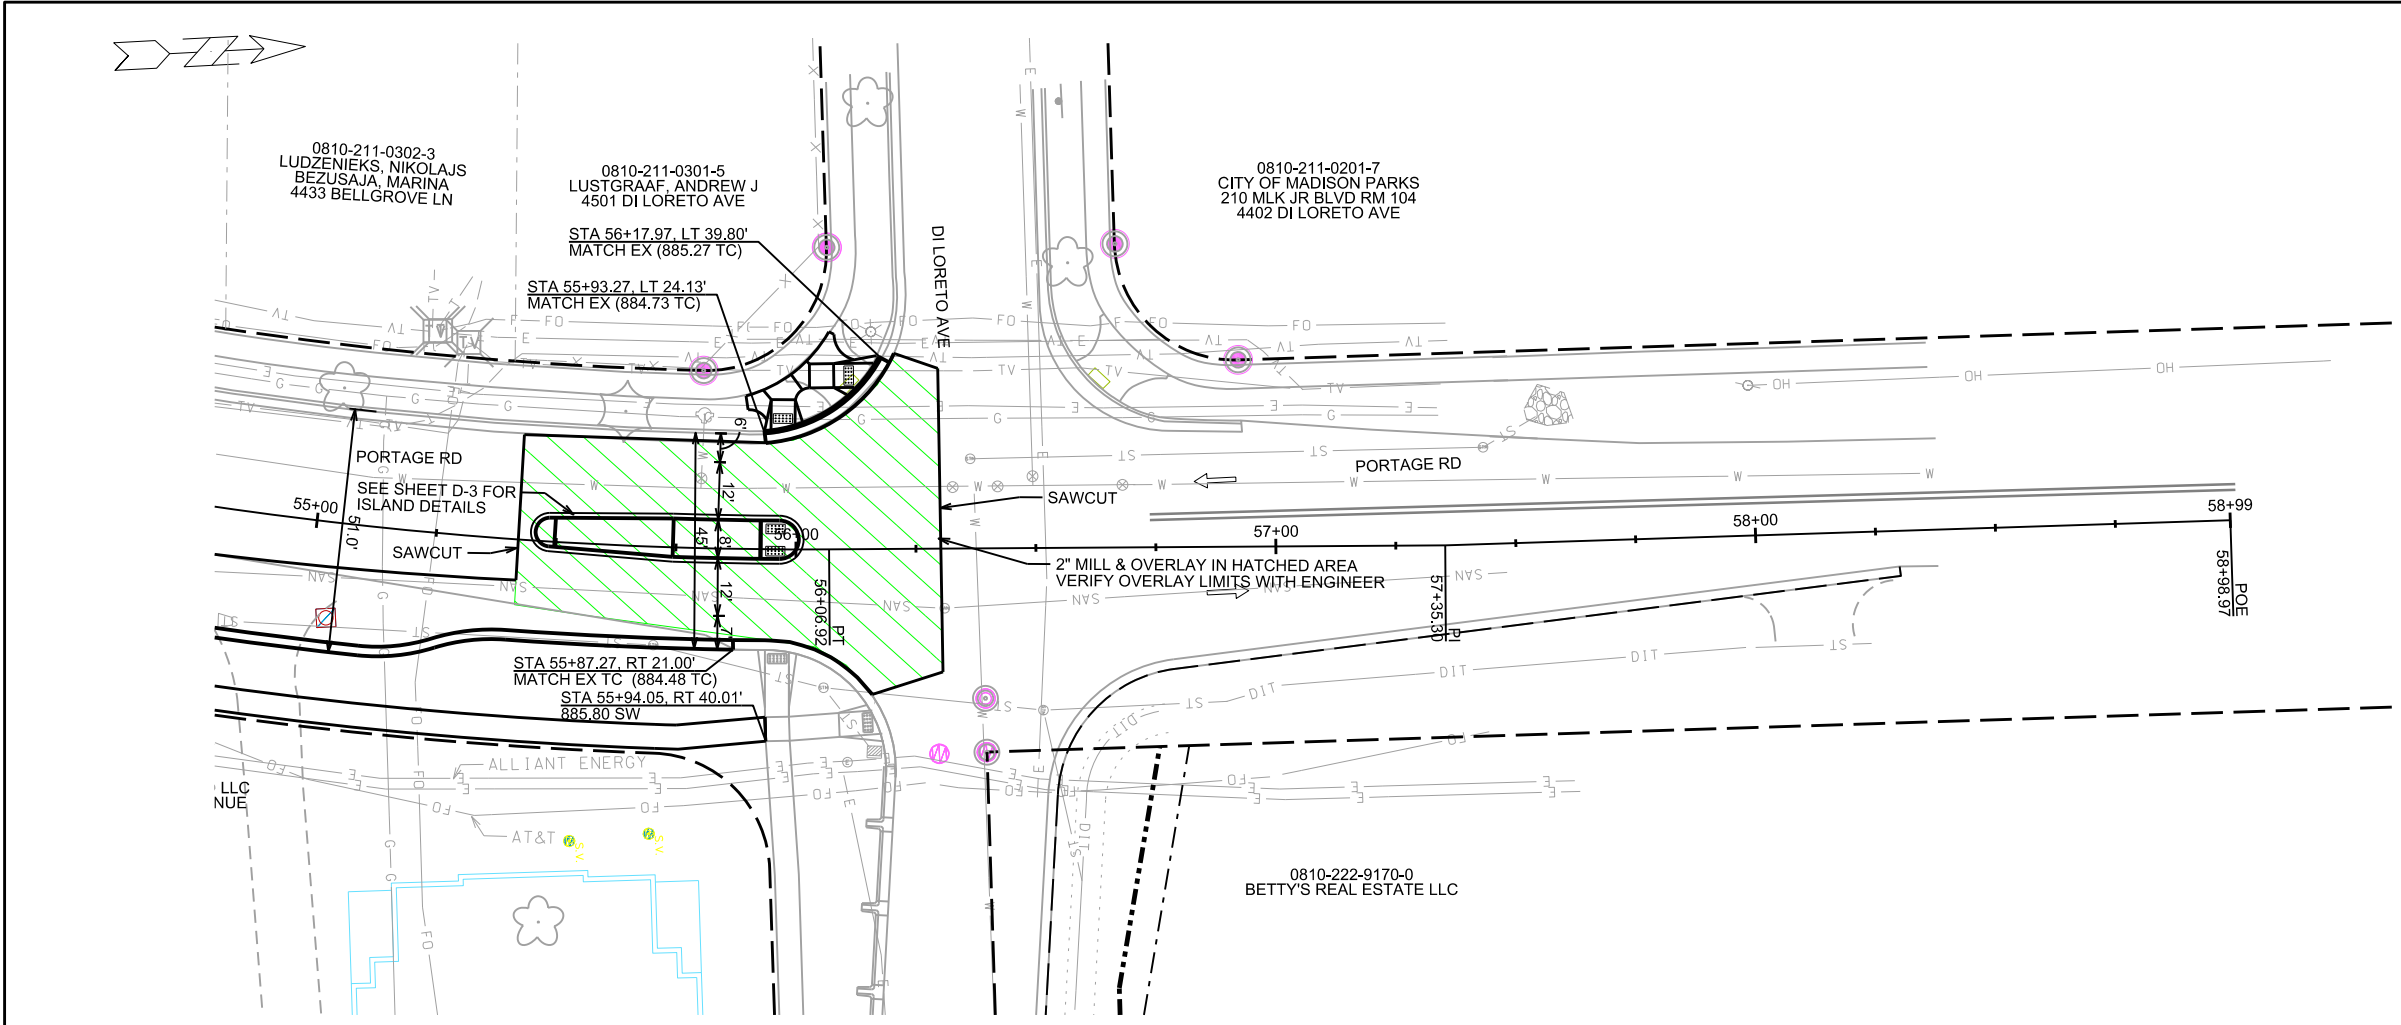 0810-211-0302-3
LUDZENIEKS, NIKOLAJS
BEZUSAJA, MARINA
4433 BELLGROVE LN
0810-211-0301-5
LUSTGRAAF, ANDREW J
4501 DI LORETO AVE
STA 56+17.97, LT 39.80'
MATCH EX (885.27 TC)
STA 55+93.27, LT 24.13'
MATCH EX (884.73 TC)
DI LORETO AVE
0810-211-0201-7
CITY OF MADISON PARKS
210 MLK JR BLVD RM 104
4402 DI LORETO AVE
PORTAGE RD
SEE SHEET D-3 FOR
ISLAND DETAILS
55+00
51.0'
SAWCUT
6'
12'
45'
8'
12'
7'
56+00
PT
56+06.92
PORTAGE RD
SAWCUT
2" MILL & OVERLAY IN HATCHED AREA
VERIFY OVERLAY LIMITS WITH ENGINEER
57+00
PI
57+35.30
58+00
58+99
POE
58+98.97
STA 55+87.27, RT 21.00'
MATCH EX TC (884.48 TC)
STA 55+94.05, RT 40.01'
885.80 SW
ALLIANT ENERGY
LLC
NUE
AT&T
S.V.
S.V.
0810-222-9170-0
BETTY'S REAL ESTATE LLC
TV
FO
E
G
W
SAN
ST
DIT
OH
X